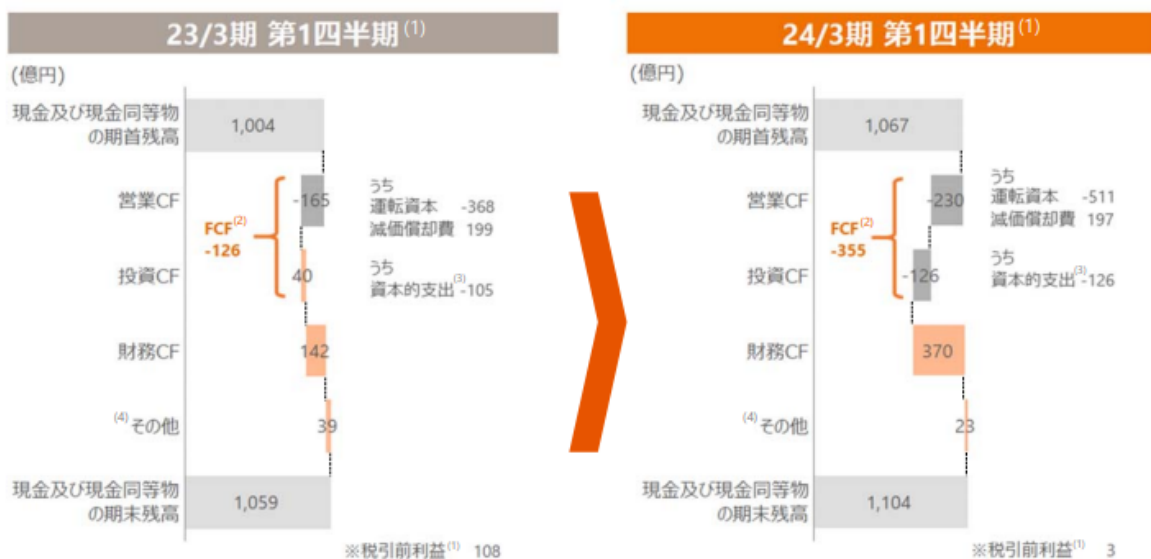 23/3期 第1四半期(1)
(億円)
現金及び現金同等物
の期首残高
1,004
営業CF
-165
うち
運転資本 -368
減価償却費 199
FCF(2)
-126
投資CF
40
うち
資本的支出(3) -105
財務CF
142
(4)その他
39
現金及び現金同等物
の期末残高
1,059
※税引前利益(1) 108
24/3期 第1四半期(1)
(億円)
現金及び現金同等物
の期首残高
1,067
営業CF
-230
うち
運転資本 -511
減価償却費 197
FCF(2)
-355
投資CF
-126
うち
資本的支出(3) -126
財務CF
370
(4)その他
23
現金及び現金同等物
の期末残高
1,104
※税引前利益(1) 3